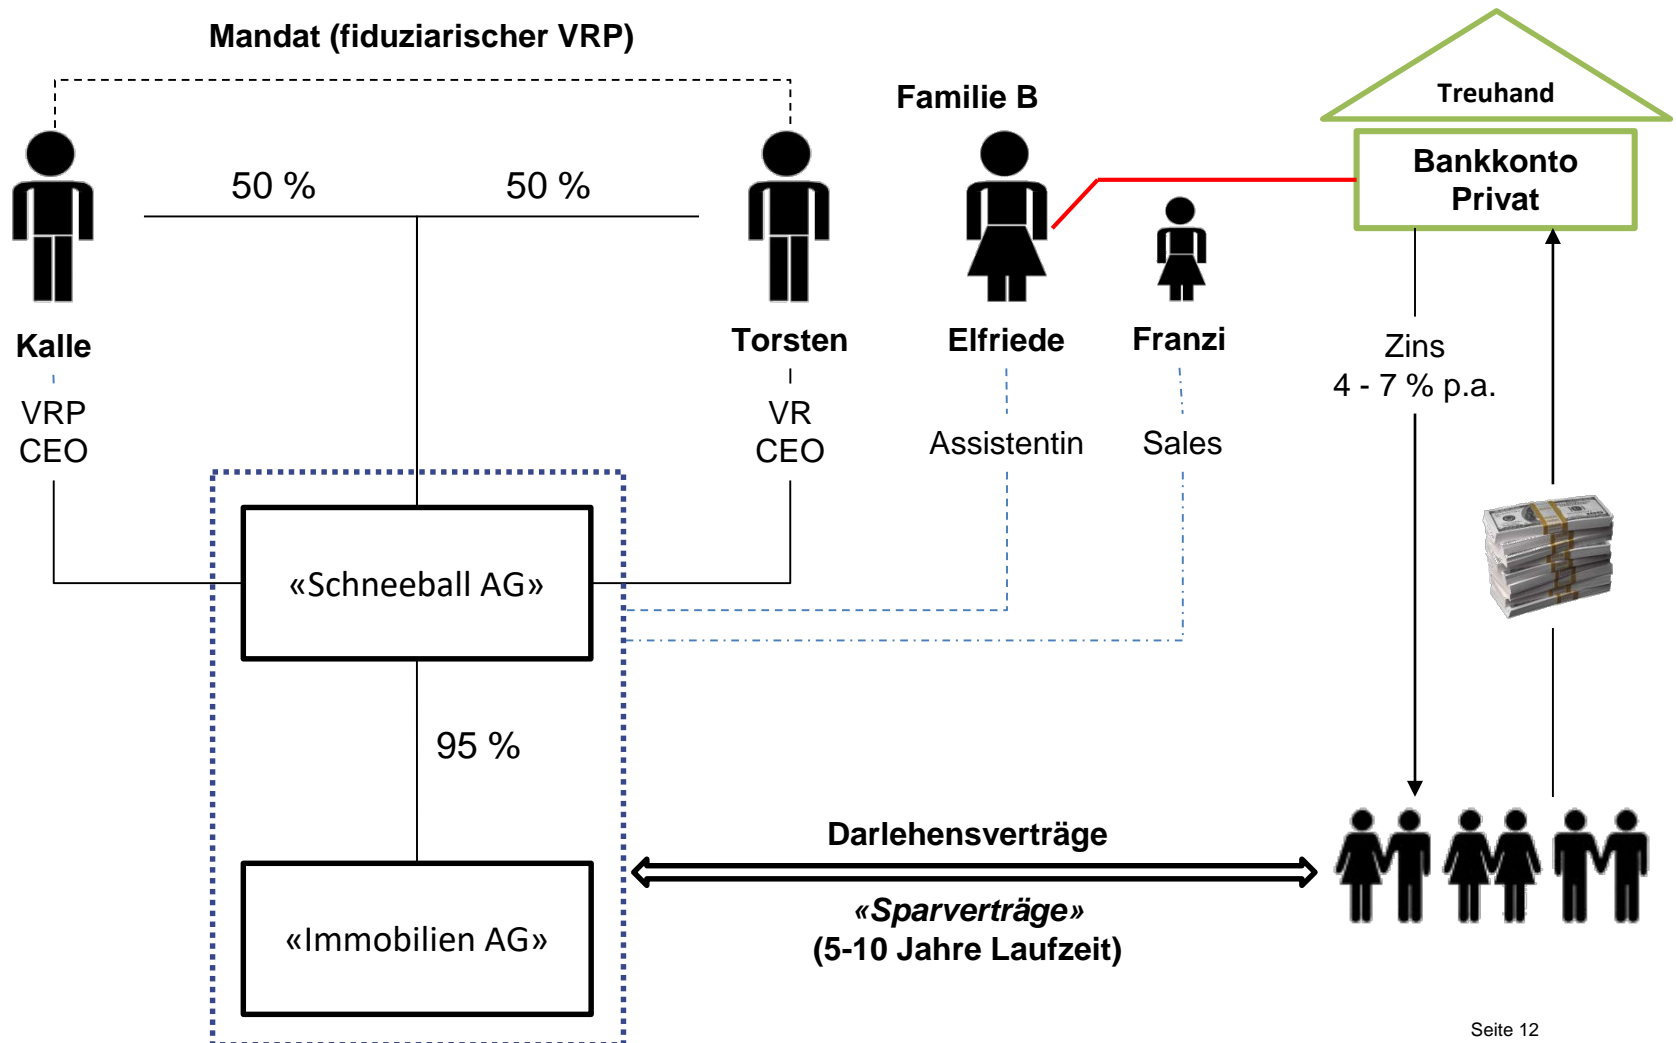 Mandat (fiduziarischer VRP)
Familie B
Treuhand
Bankkonto
Privat
50 %
50 %
Kalle
Torsten
Elfriede
Franzi
VRP
CEO
VR
CEO
Assistentin
Sales
Zins
4 - 7 % p.a.
«Schneeball AG»
95 %
Darlehensverträge
«Sparverträge»
(5-10 Jahre Laufzeit)
«Immobilien AG»
Seite 12